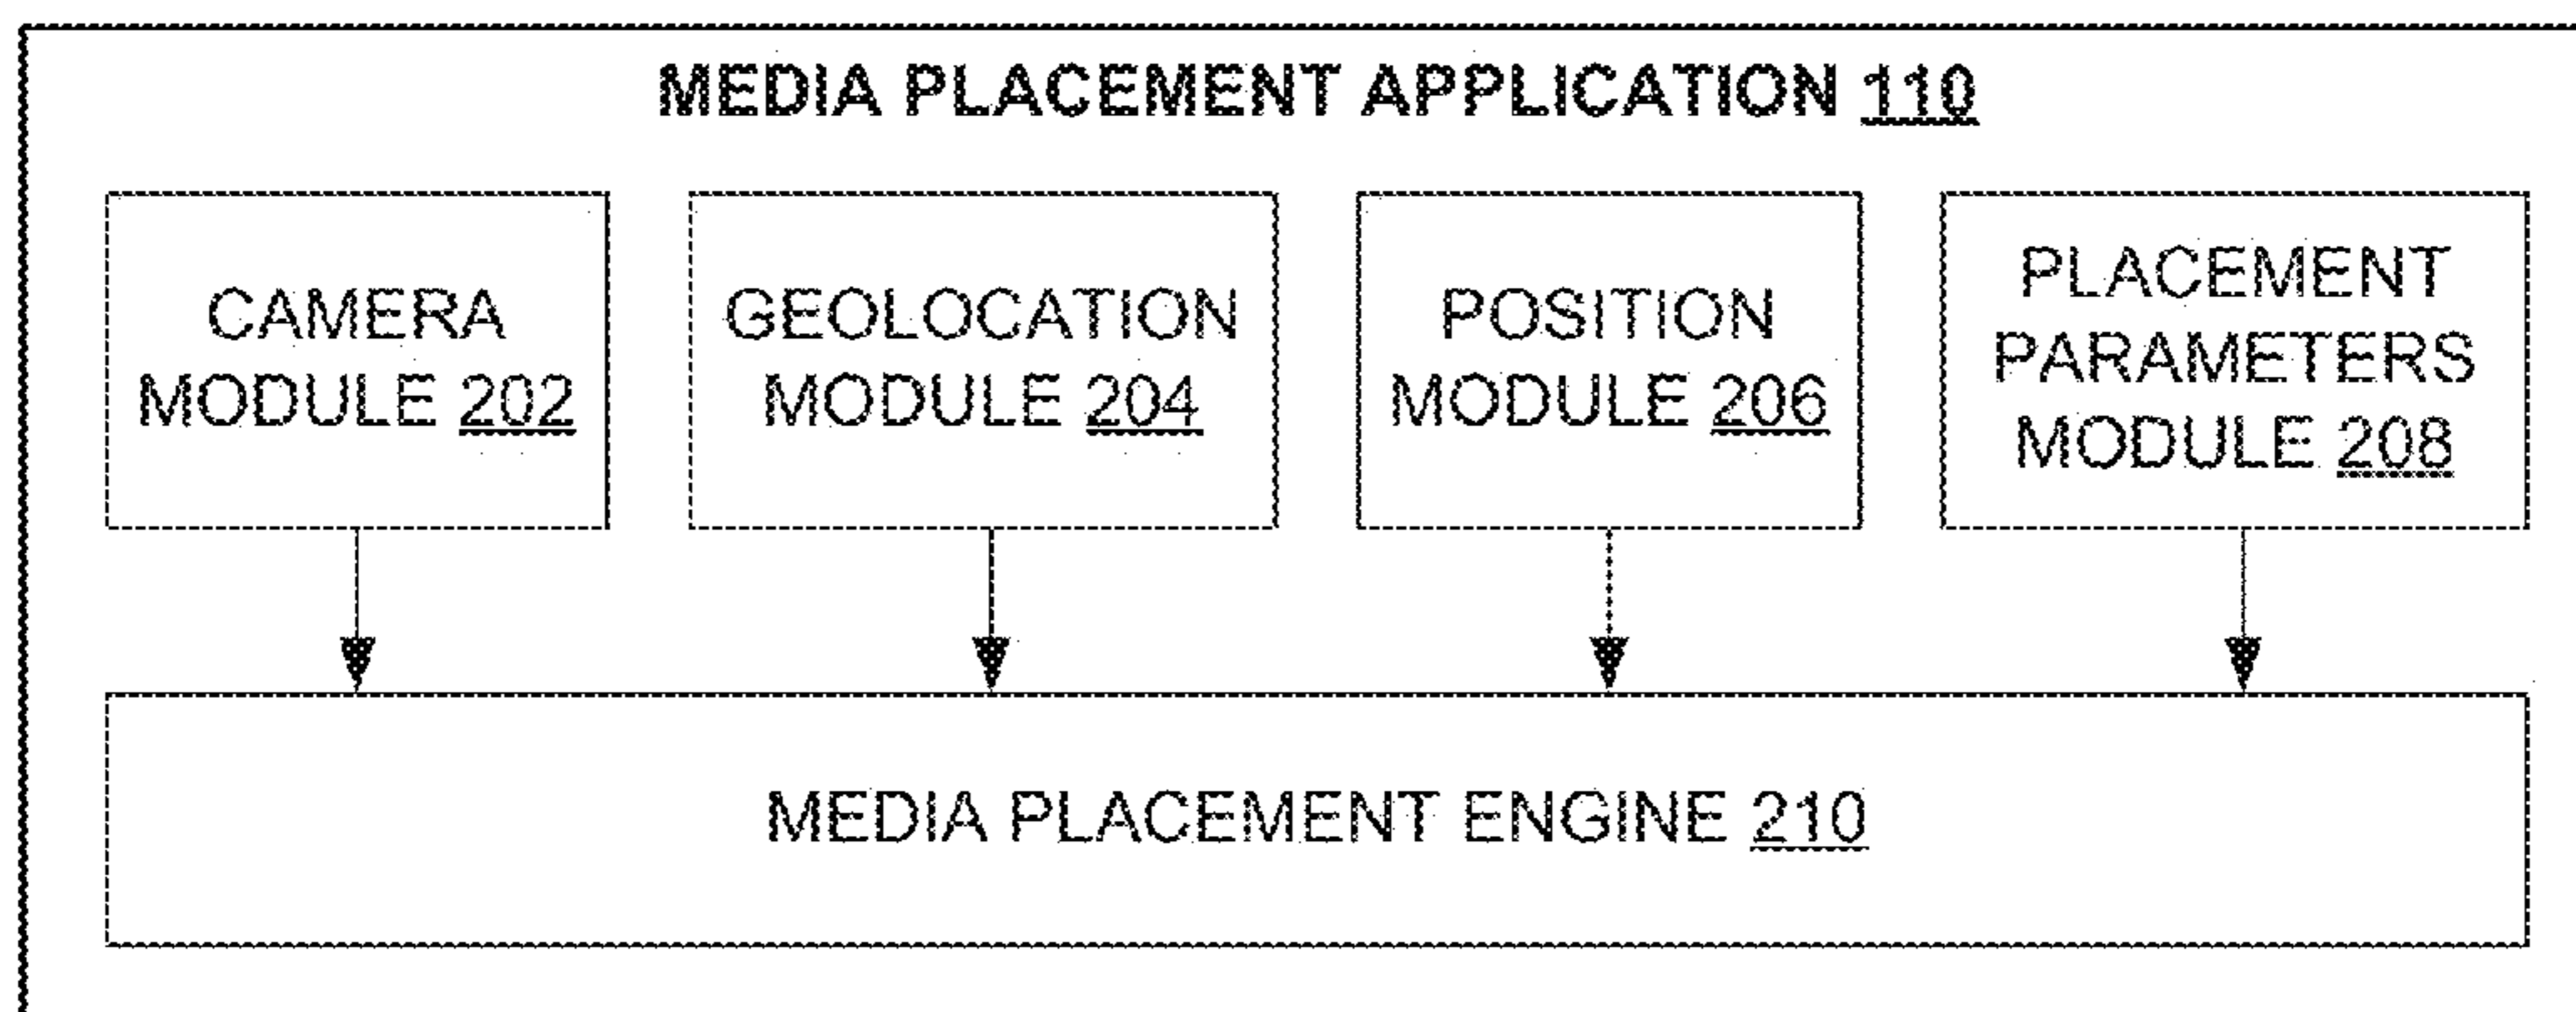 MEDIA PLACEMENT APPLICATION 110
CAMERA
MODULE 202
GEOLOCATION
MODULE 204
POSITION
MODULE 206
PLACEMENT
PARAMETERS
MODULE 208
MEDIA PLACEMENT ENGINE 210